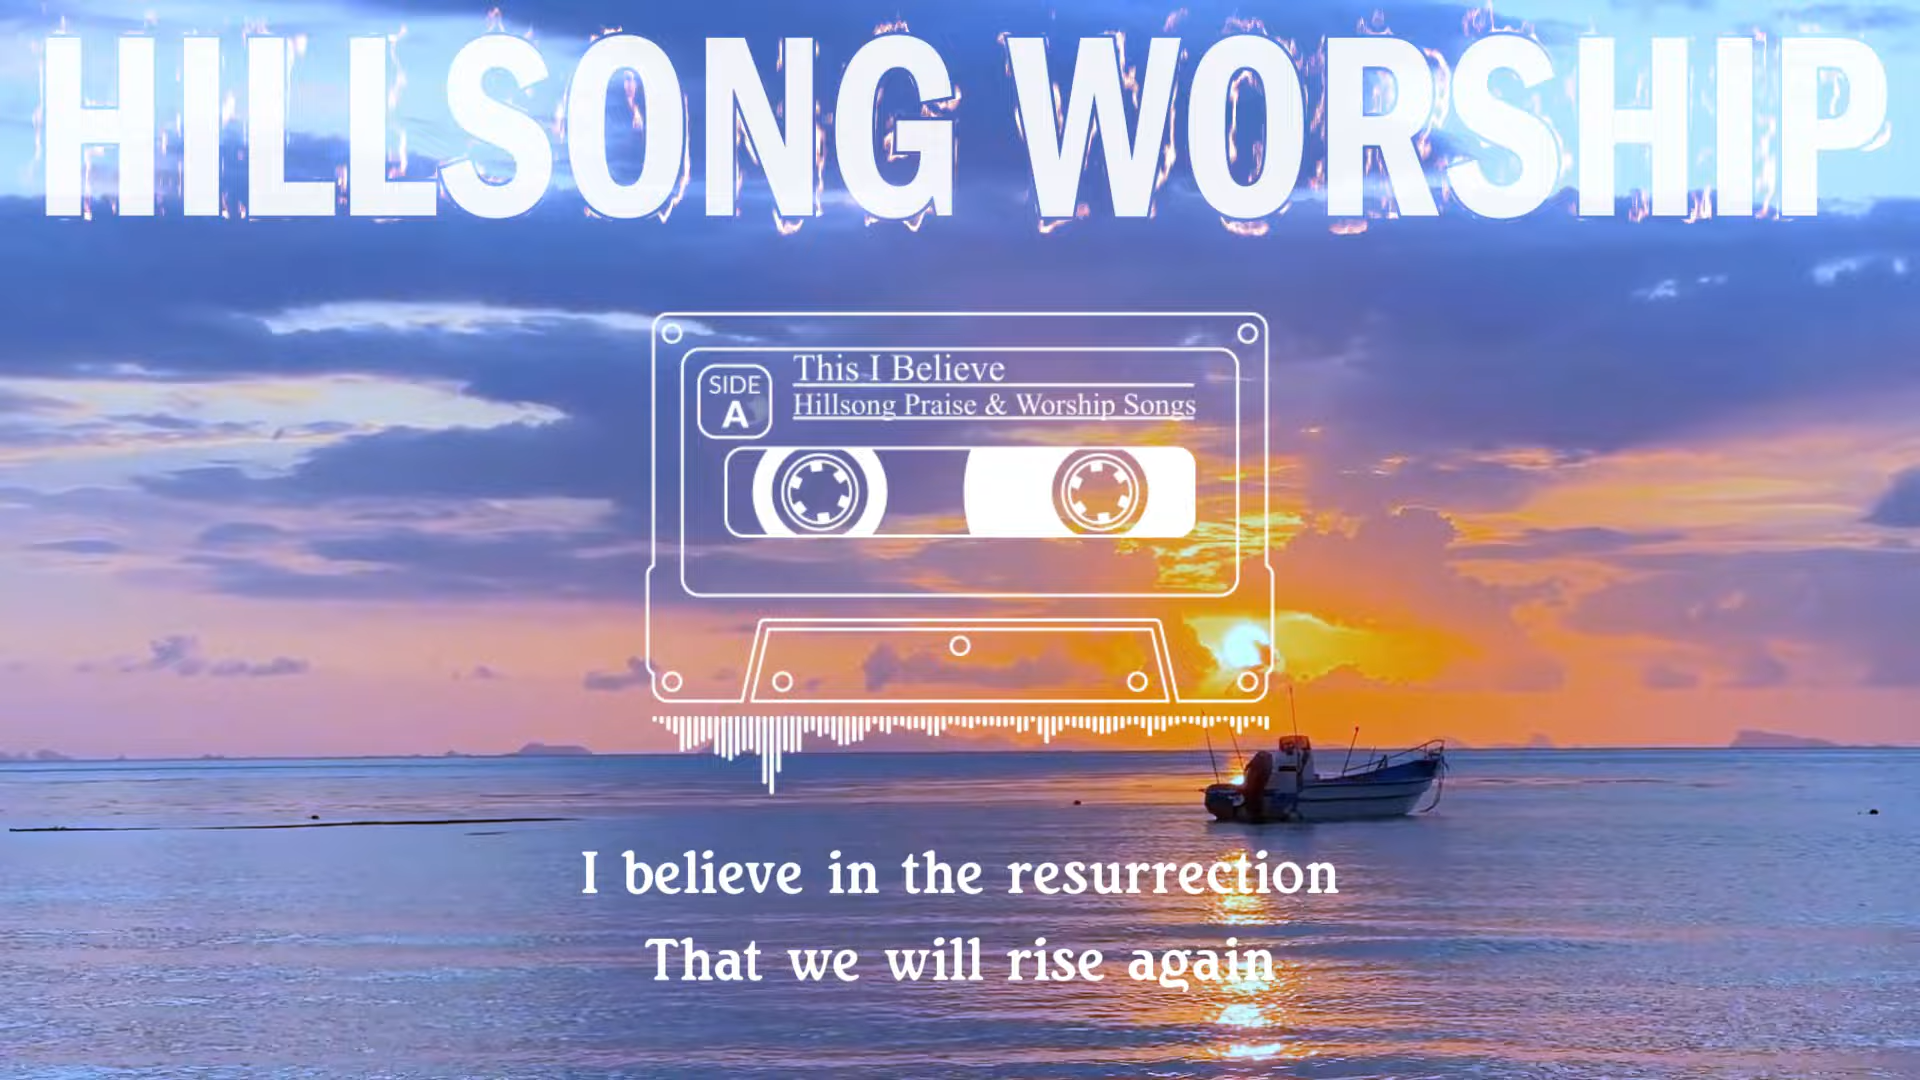 HILLSONG WORSHIP
SIDE
A
This I Believe
Hillsong Praise & Worship Songs
I believe in the resurrection
That we will rise again